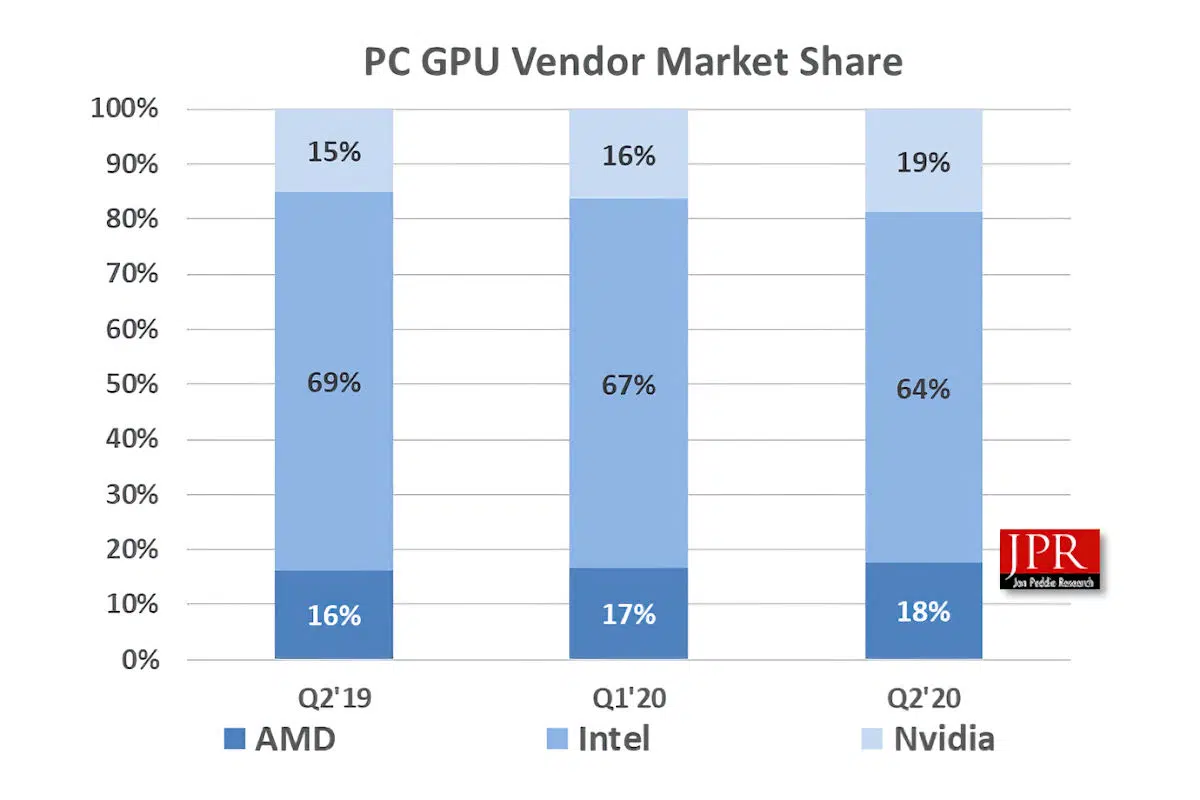 PC GPU Vendor Market Share
100%
90%
80%
70%
60%
50%
40%
30%
20%
10%
0%
15%
16%
19%
69%
67%
64%
16%
17%
18%
JPR
Jon Peddie Research
Q2'19
Q1'20
Q2'20
AMD
Intel
Nvidia